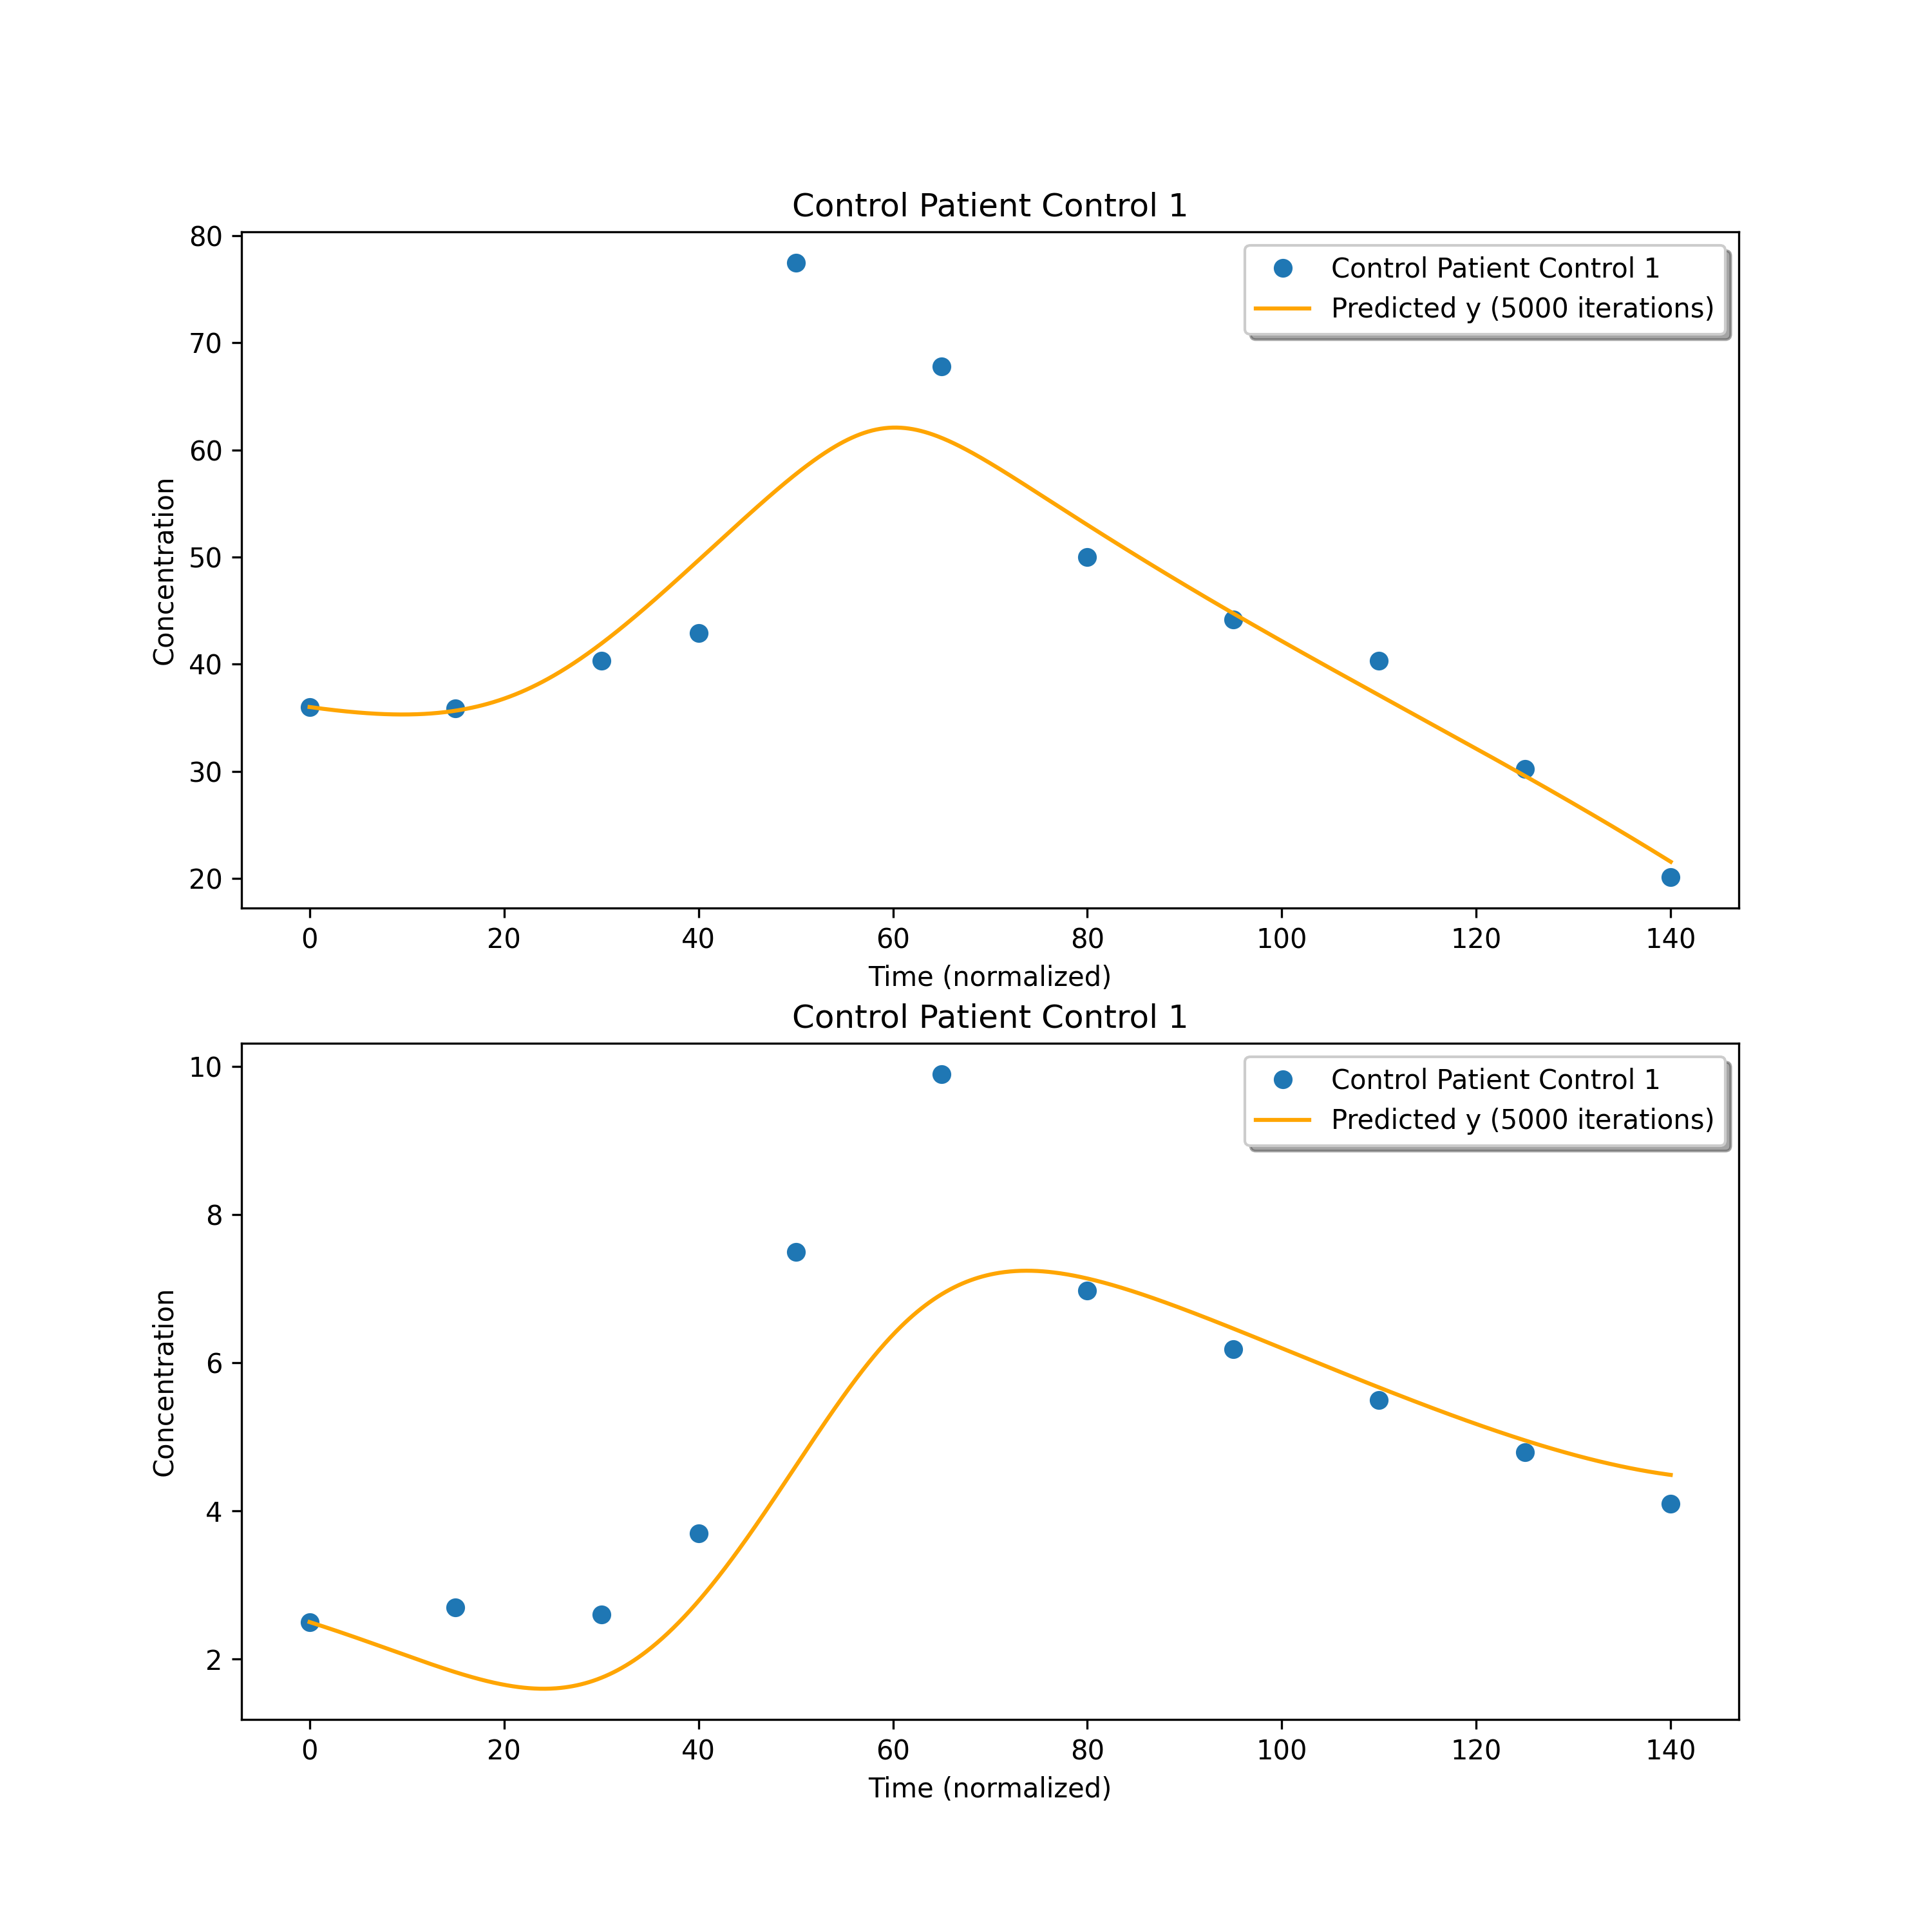 Control Patient Control 1
80
70
60
50
40
30
20
Concentration
Control Patient Control 1
Predicted y (5000 iterations)
0 20 40 60 80 100 120 140
Time (normalized)
Control Patient Control 1
10
8
6
4
2
Concentration
Control Patient Control 1
Predicted y (5000 iterations)
0 20 40 60 80 100 120 140
Time (normalized)